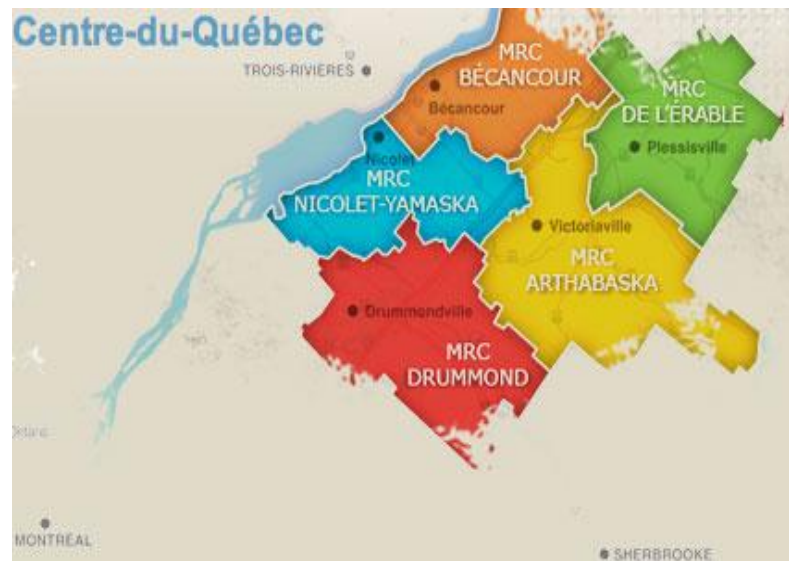 Centre-du-Québec
TROIS-RIVIERES
MRC
BÉCANCOUR
Bécancour
MRC
DE L'ÉRABLE
Plessisville
Nicolet
MRC
NICOLET-YAMASKA
Victoriaville
MRC
ARTHABASKA
Drummondville
MRC
DRUMMOND
MONTRÉAL
SHERBROOKE